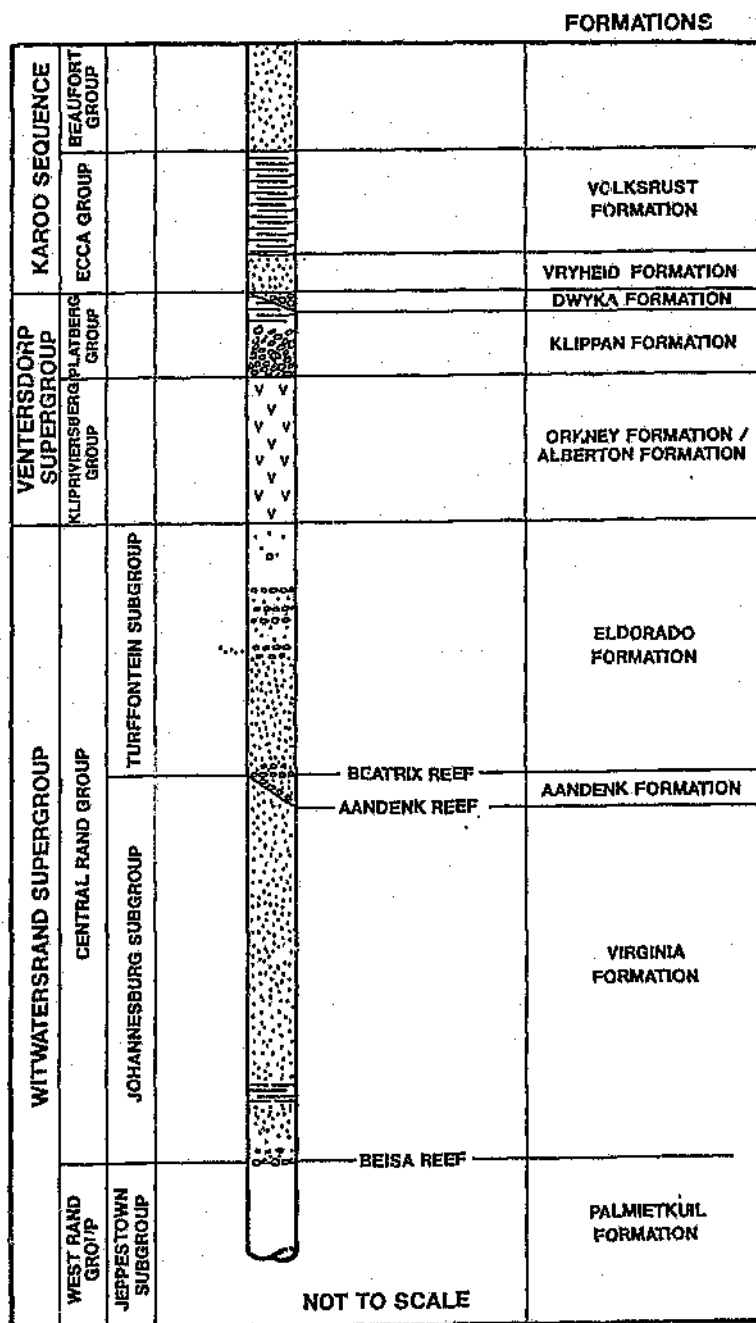 FORMATIONS
KAROO SEQUENCE
BEAUFORT
GROUP
ECCA GROUP
VOLKSRUST
FORMATION
VRYHEID FORMATION
DWYKA FORMATION
VENTERSDORP
SUPERGROUP
PLATBERG
GROUP
KLIPPAN FORMATION
KLIPRIVIERSBERG
GROUP
ORKNEY FORMATION /
ALBERTON FORMATION
WITWATERSRAND SUPERGROUP
CENTRAL RAND GROUP
TURFFONTEIN SUBGROUP
ELDORADO
FORMATION
BEATRIX REEF
AANDENK FORMATION
AANDENK REEF
JOHANNESBURG SUBGROUP
VIRGINIA
FORMATION
BEISA REEF
WEST RAND
GROUP
JEPPESTOWN
SUBGROUP
PALMIETKUIL
FORMATION
NOT TO SCALE